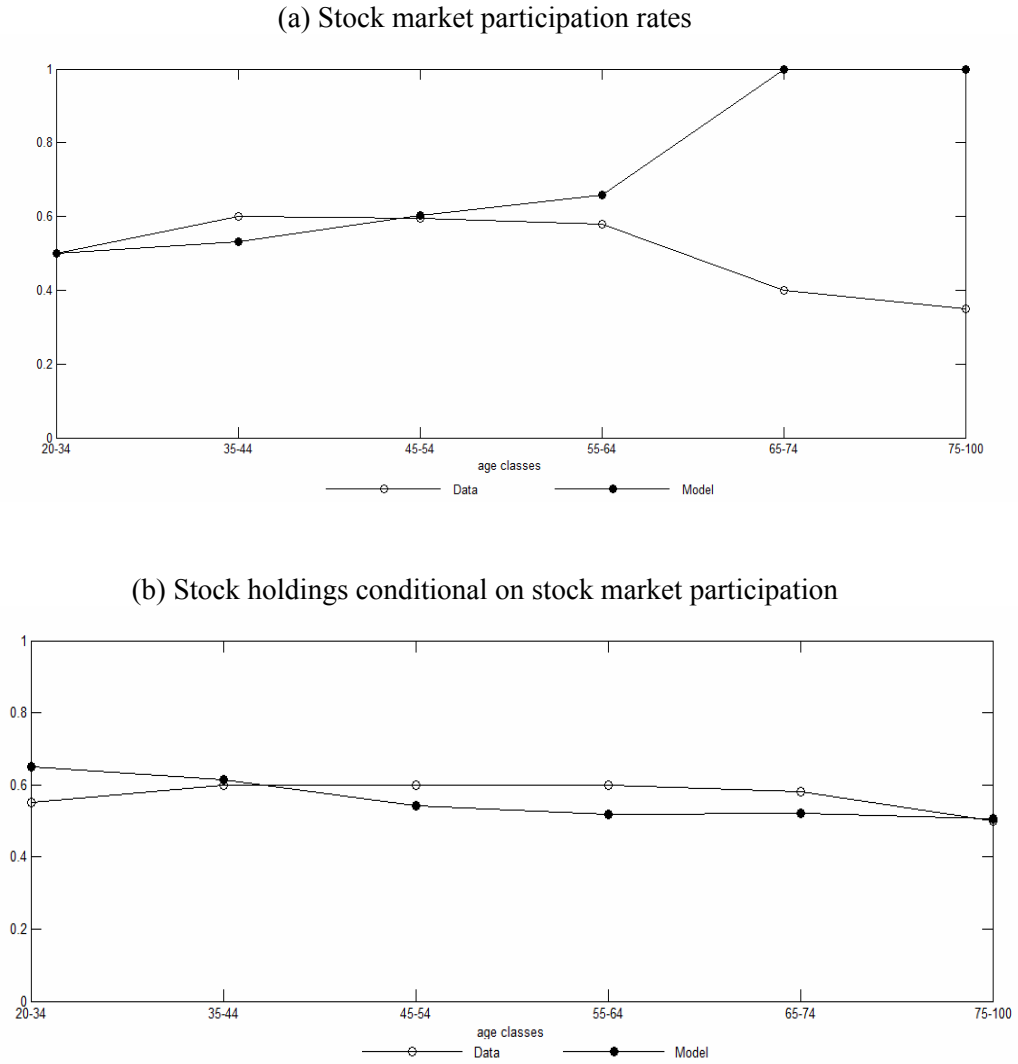 (a) Stock market participation rates
1
0.8
0.6
0.4
0.2
0
20-34 35-44 45-54 55-64 65-74 75-100
age classes
Data Model
(b) Stock holdings conditional on stock market participation
1
0.8
0.6
0.4
0.2
0
20-34 35-44 45-54 55-64 65-74 75-100
age classes
Data Model